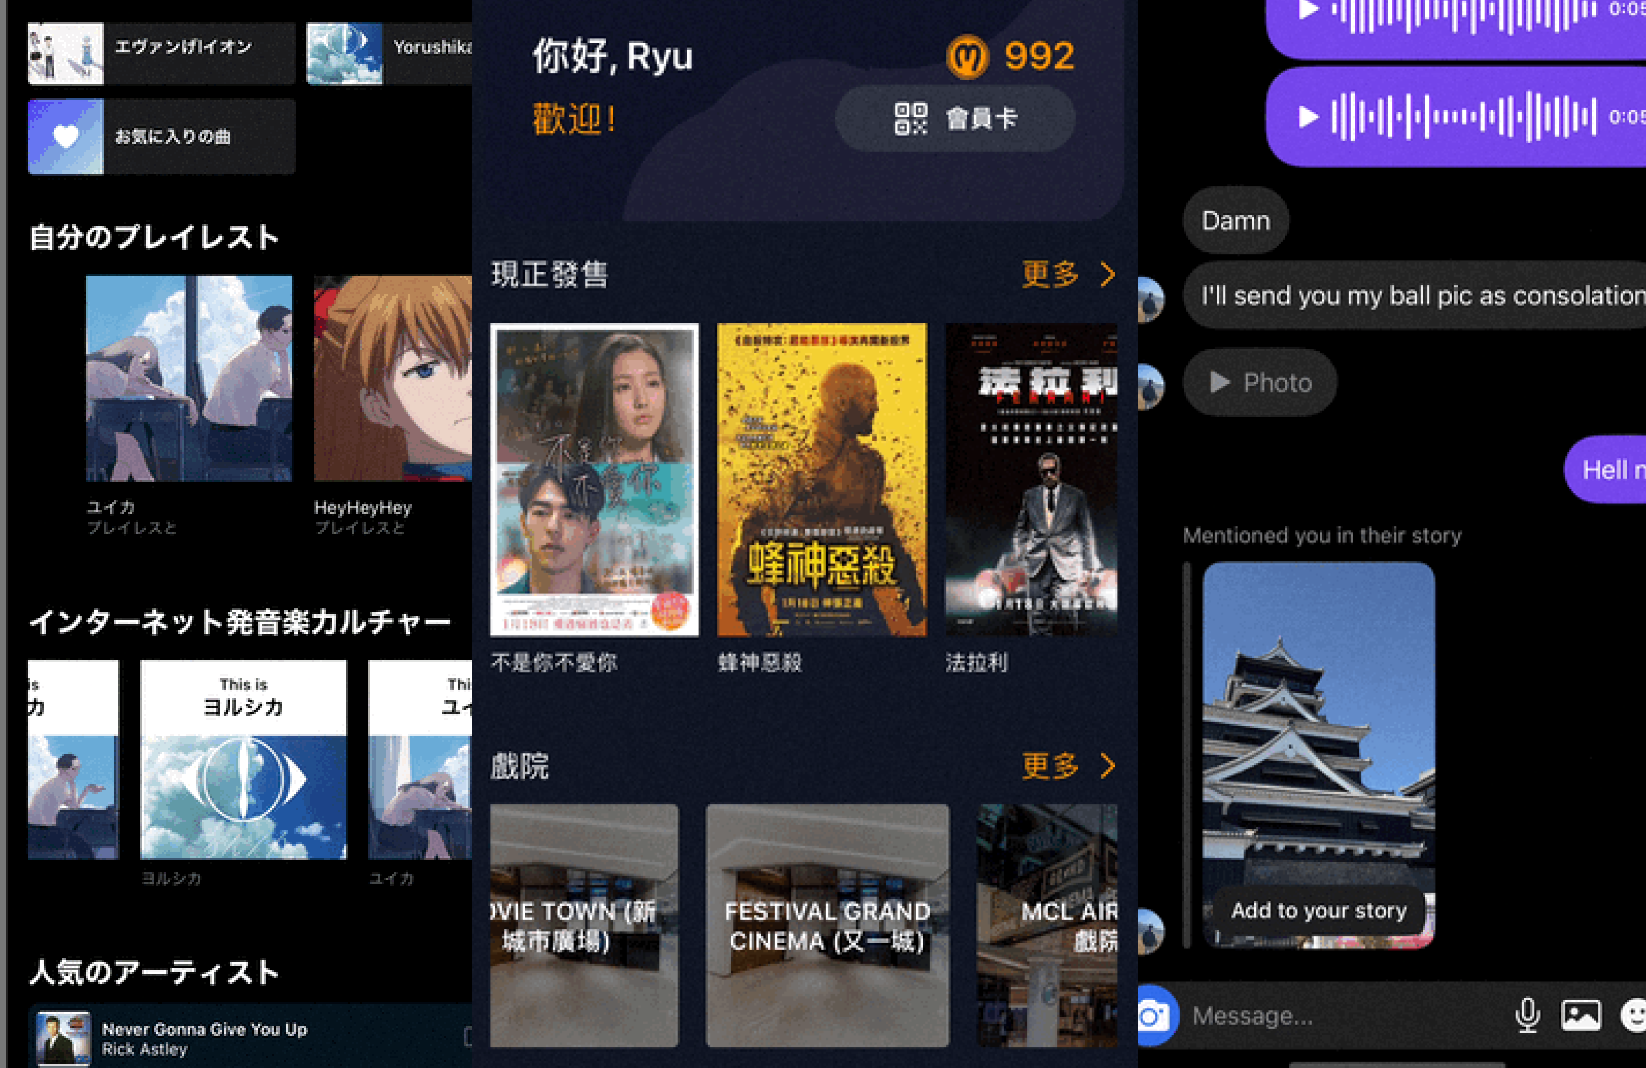 エヴァンげlイオン
Yorushika
お気に入りの曲
自分のプレイレスト
ユイカ
プレイレスと
HeyHeyHey
プレイレスと
インターネット発音楽カルチャー
is
カ
This is
ヨルシカ
Thi
ユイ
ヨルシカ
ユイカ
人気のアーティスト
Never Gonna Give You Up
Rick Astley
你好, Ryu
992
歡迎!
會員卡
現正發售
更多
不是你
不愛你
蜂神惡殺
法拉利
FERRARI
不是你不愛你
蜂神惡殺
法拉利
戲院
更多
OVIE TOWN (新
城市廣場)
FESTIVAL GRAND
CINEMA (又一城)
MCL AIR
戲院
0:05
0:05
Damn
I'll send you my ball pic as consolation
Photo
Hell n
Mentioned you in their story
Add to your story
Message...